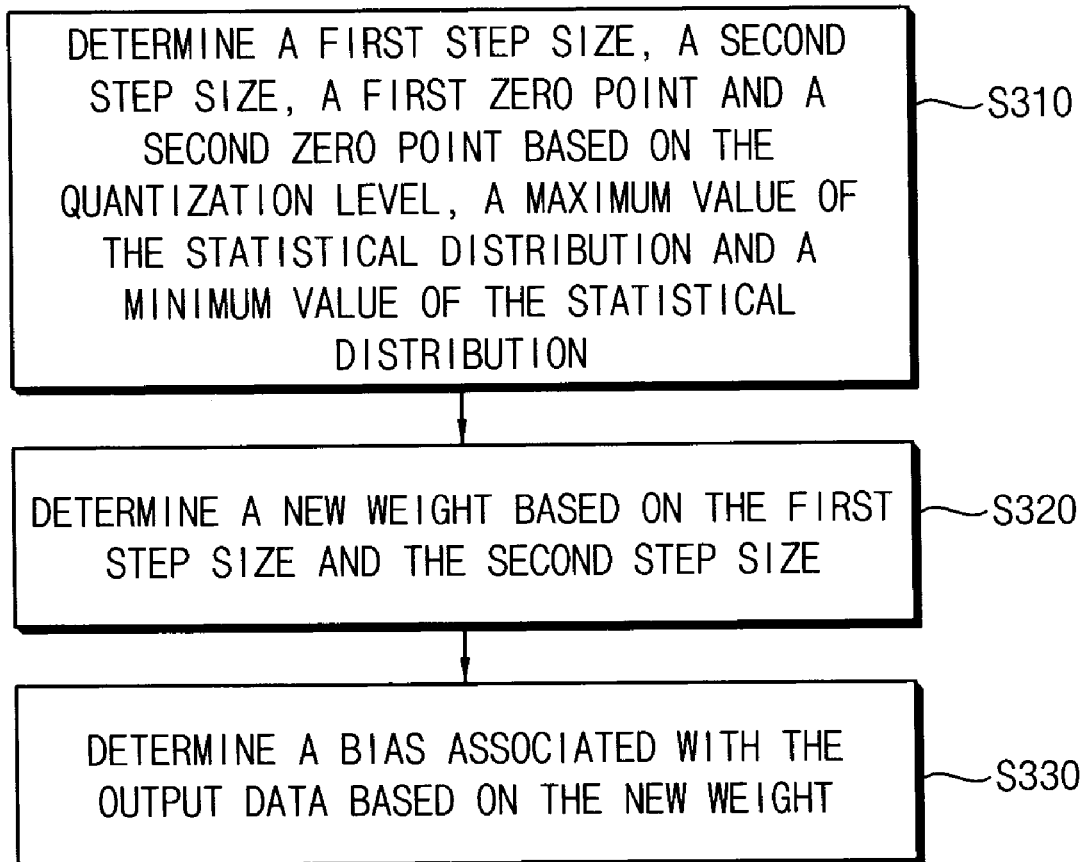 DETERMINE A FIRST STEP SIZE, A SECOND
STEP SIZE, A FIRST ZERO POINT AND A
SECOND ZERO POINT BASED ON THE
QUANTIZATION LEVEL, A MAXIMUM VALUE OF
THE STATISTICAL DISTRIBUTION AND A
MINIMUM VALUE OF THE STATISTICAL
DISTRIBUTION
S310
DETERMINE A NEW WEIGHT BASED ON THE FIRST
STEP SIZE AND THE SECOND STEP SIZE
S320
DETERMINE A BIAS ASSOCIATED WITH THE
OUTPUT DATA BASED ON THE NEW WEIGHT
S330